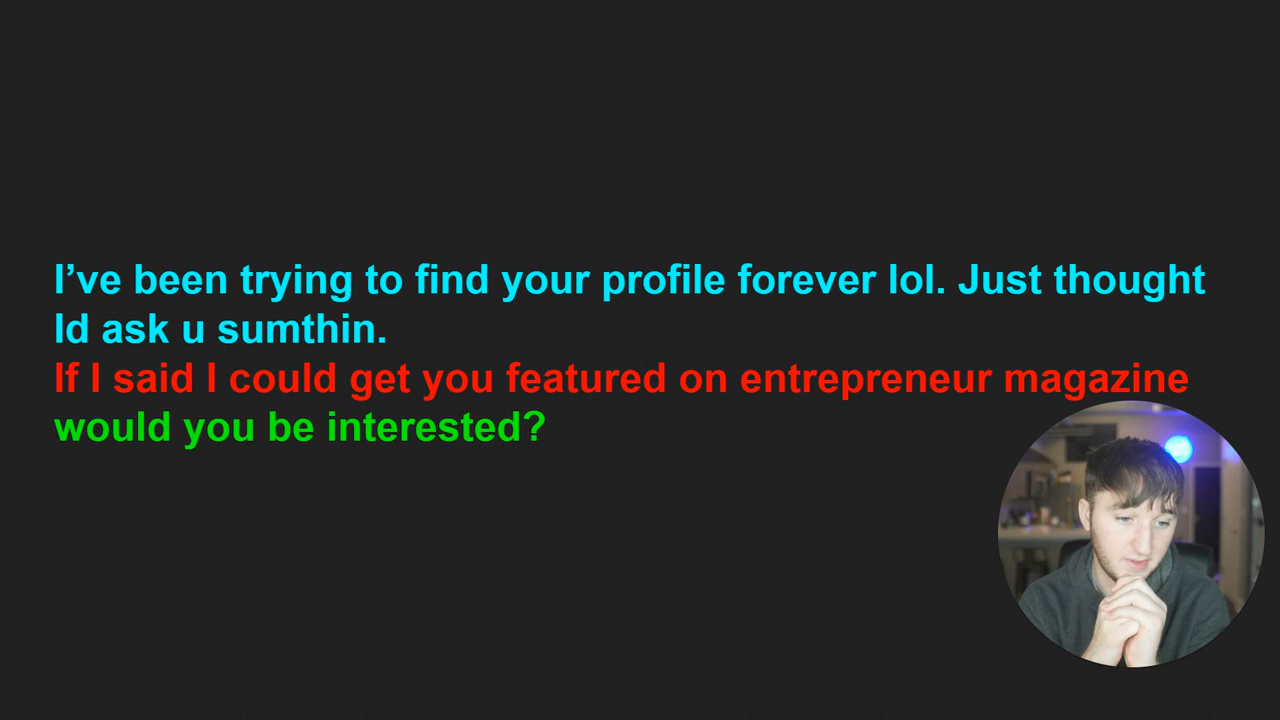 I’ve been trying to find your profile forever lol. Just thought
Id ask u sumthin.
If I said I could get you featured on entrepreneur magazine
would you be interested?